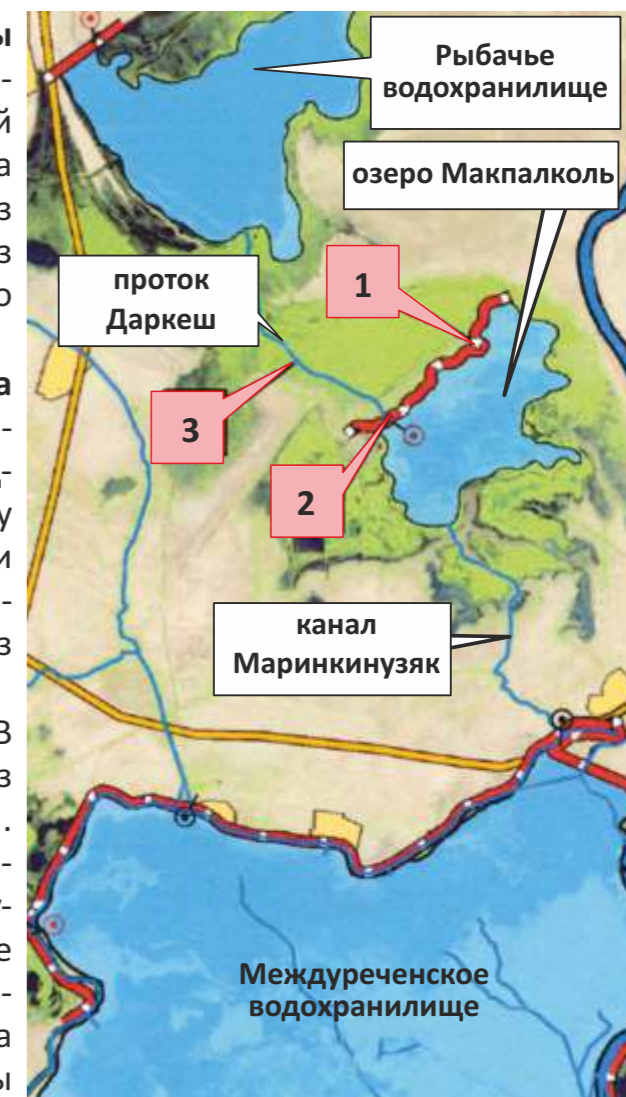 ы
-
й
а
з
з
о
а
-
-
у
и
-
з
В
з
.
-
-
е
-
а
ы
Рыбачье
водохранилище
озеро Макпалколь
проток
Даркеш
1
3
2
канал
Маринкинузяк
Междуреченское
водохранилище